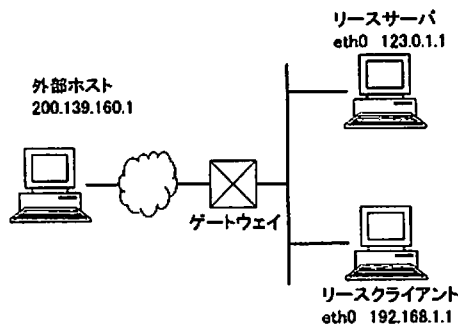 リースサーバ
eth0 123.0.1.1
外部ホスト
200.139.160.1
ゲートウェイ
リースクライアント
eth0 192.168.1.1